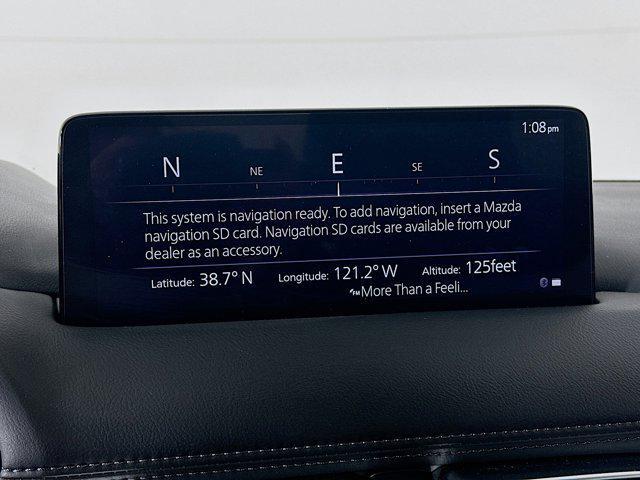 1:08pm
N NE E SE S
This system is navigation ready. To add navigation, insert a Mazda
navigation SD card. Navigation SD cards are available from your
dealer as an accessory.
Latitude: 38.7° N Longitude: 121.2° W Altitude: 125feet
FM More Than a Feeli...